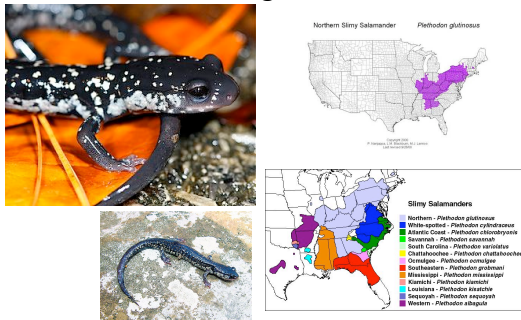 Northern Slimy Salamander Plethodon glutinosus
Slimy Salamanders
Northern - Plethodon glutinosus
White-spotted - Plethodon cylindraceus
Atlantic Coast - Plethodon chlorobryonis
Savannah - Plethodon savannah
South Carolina - Plethodon variolatus
Chattahoochee - Plethodon chattahoochee
Ocmulgee - Plethodon ocmulgee
Southeastern - Plethodon grobmani
Mississippi - Plethodon mississippi
Kiamichi - Plethodon kiamichi
Louisiana - Plethodon kisatchie
Sequoyah - Plethodon sequoyah
Western - Plethodon albagula